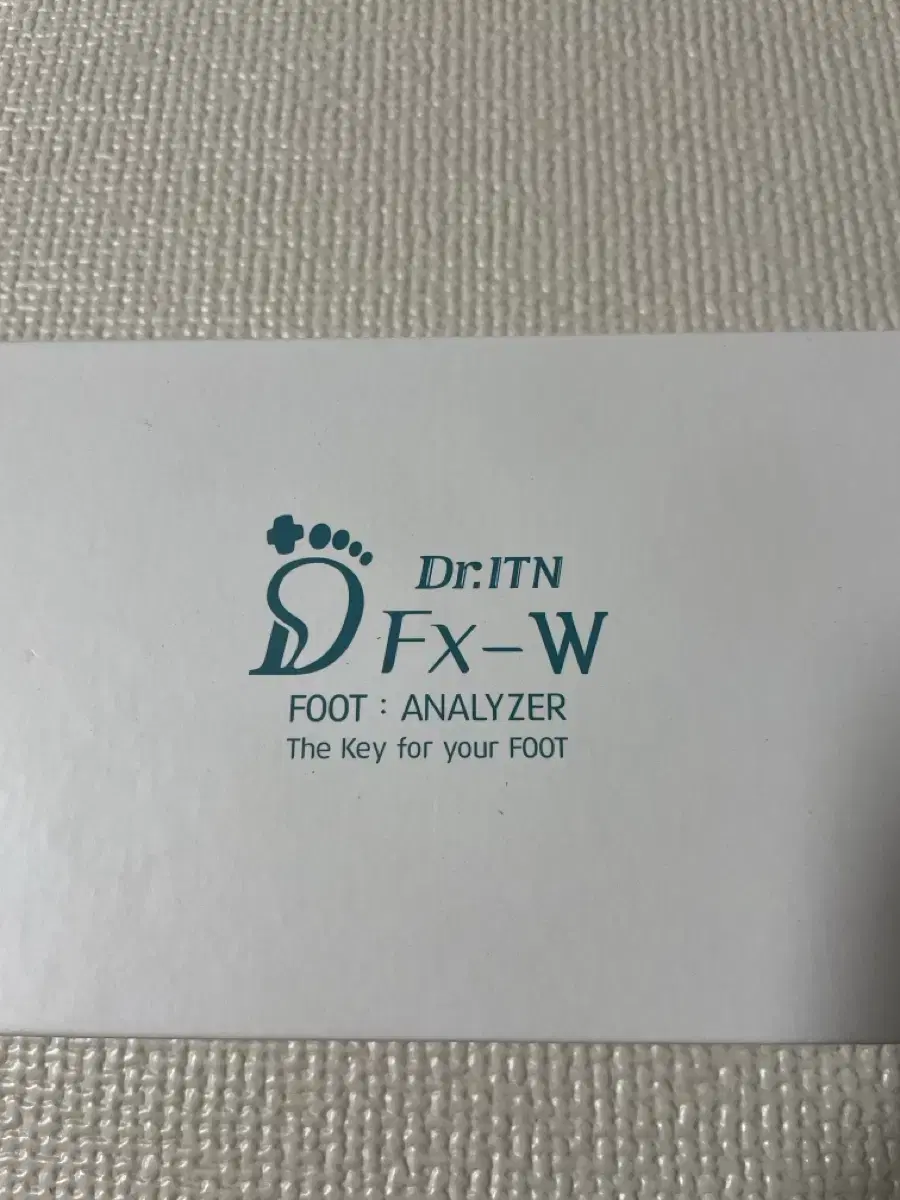 Dr.ITN
D Fx-W
FOOT : ANALYZER
The Key for your FOOT